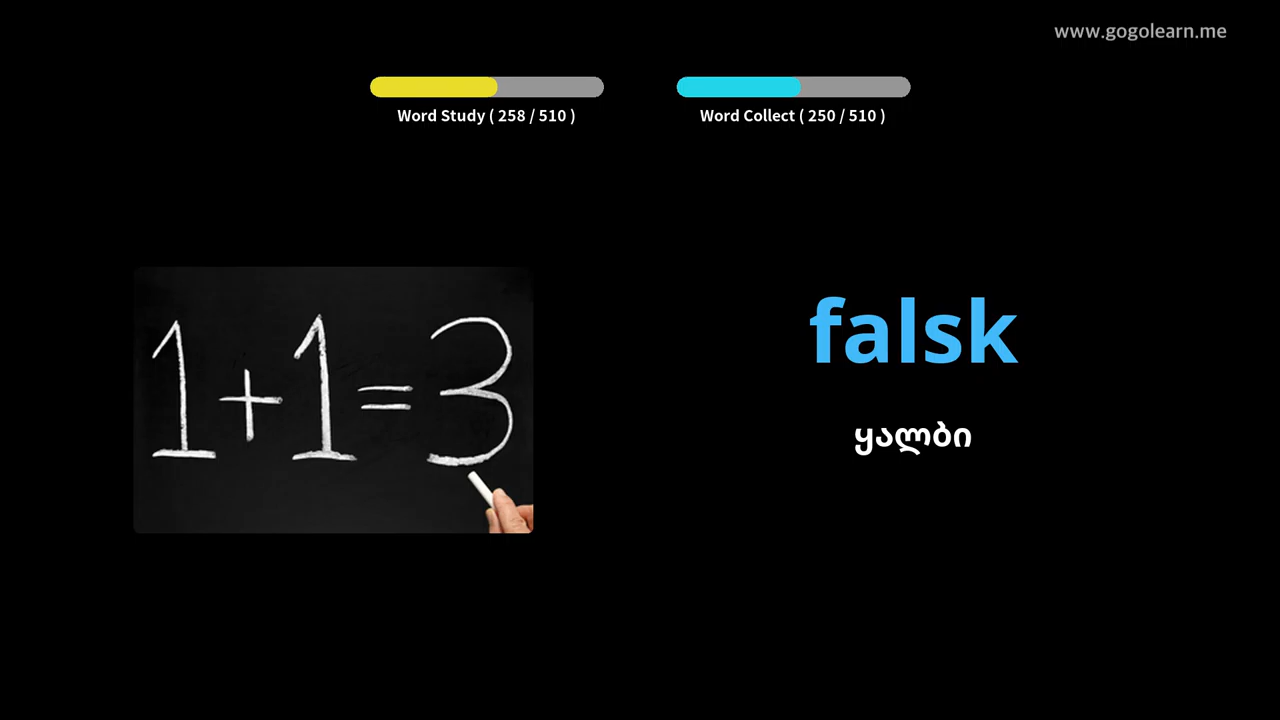 www.gogolearn.me
Word Study ( 258 / 510 )
Word Collect ( 250 / 510 )
1+1=3
falsk
ყალბი